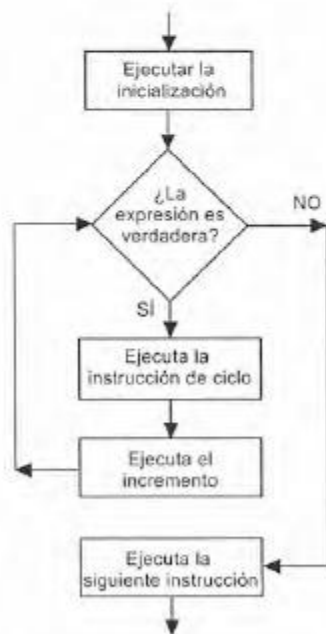 Ejecutar la
inicialización
¿La
expresión es
verdadera?
NO
SÍ
Ejecuta la
instrucción de ciclo
Ejecuta el
incremento
Ejecuta la
siguiente instrucción